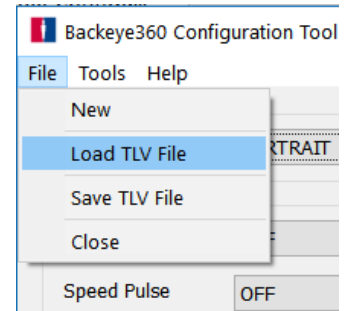 Backeye360 Configuration Tool
File Tools Help
New
Load TLV File
RTRAIT
Save TLV File
Close
Speed Pulse OFF